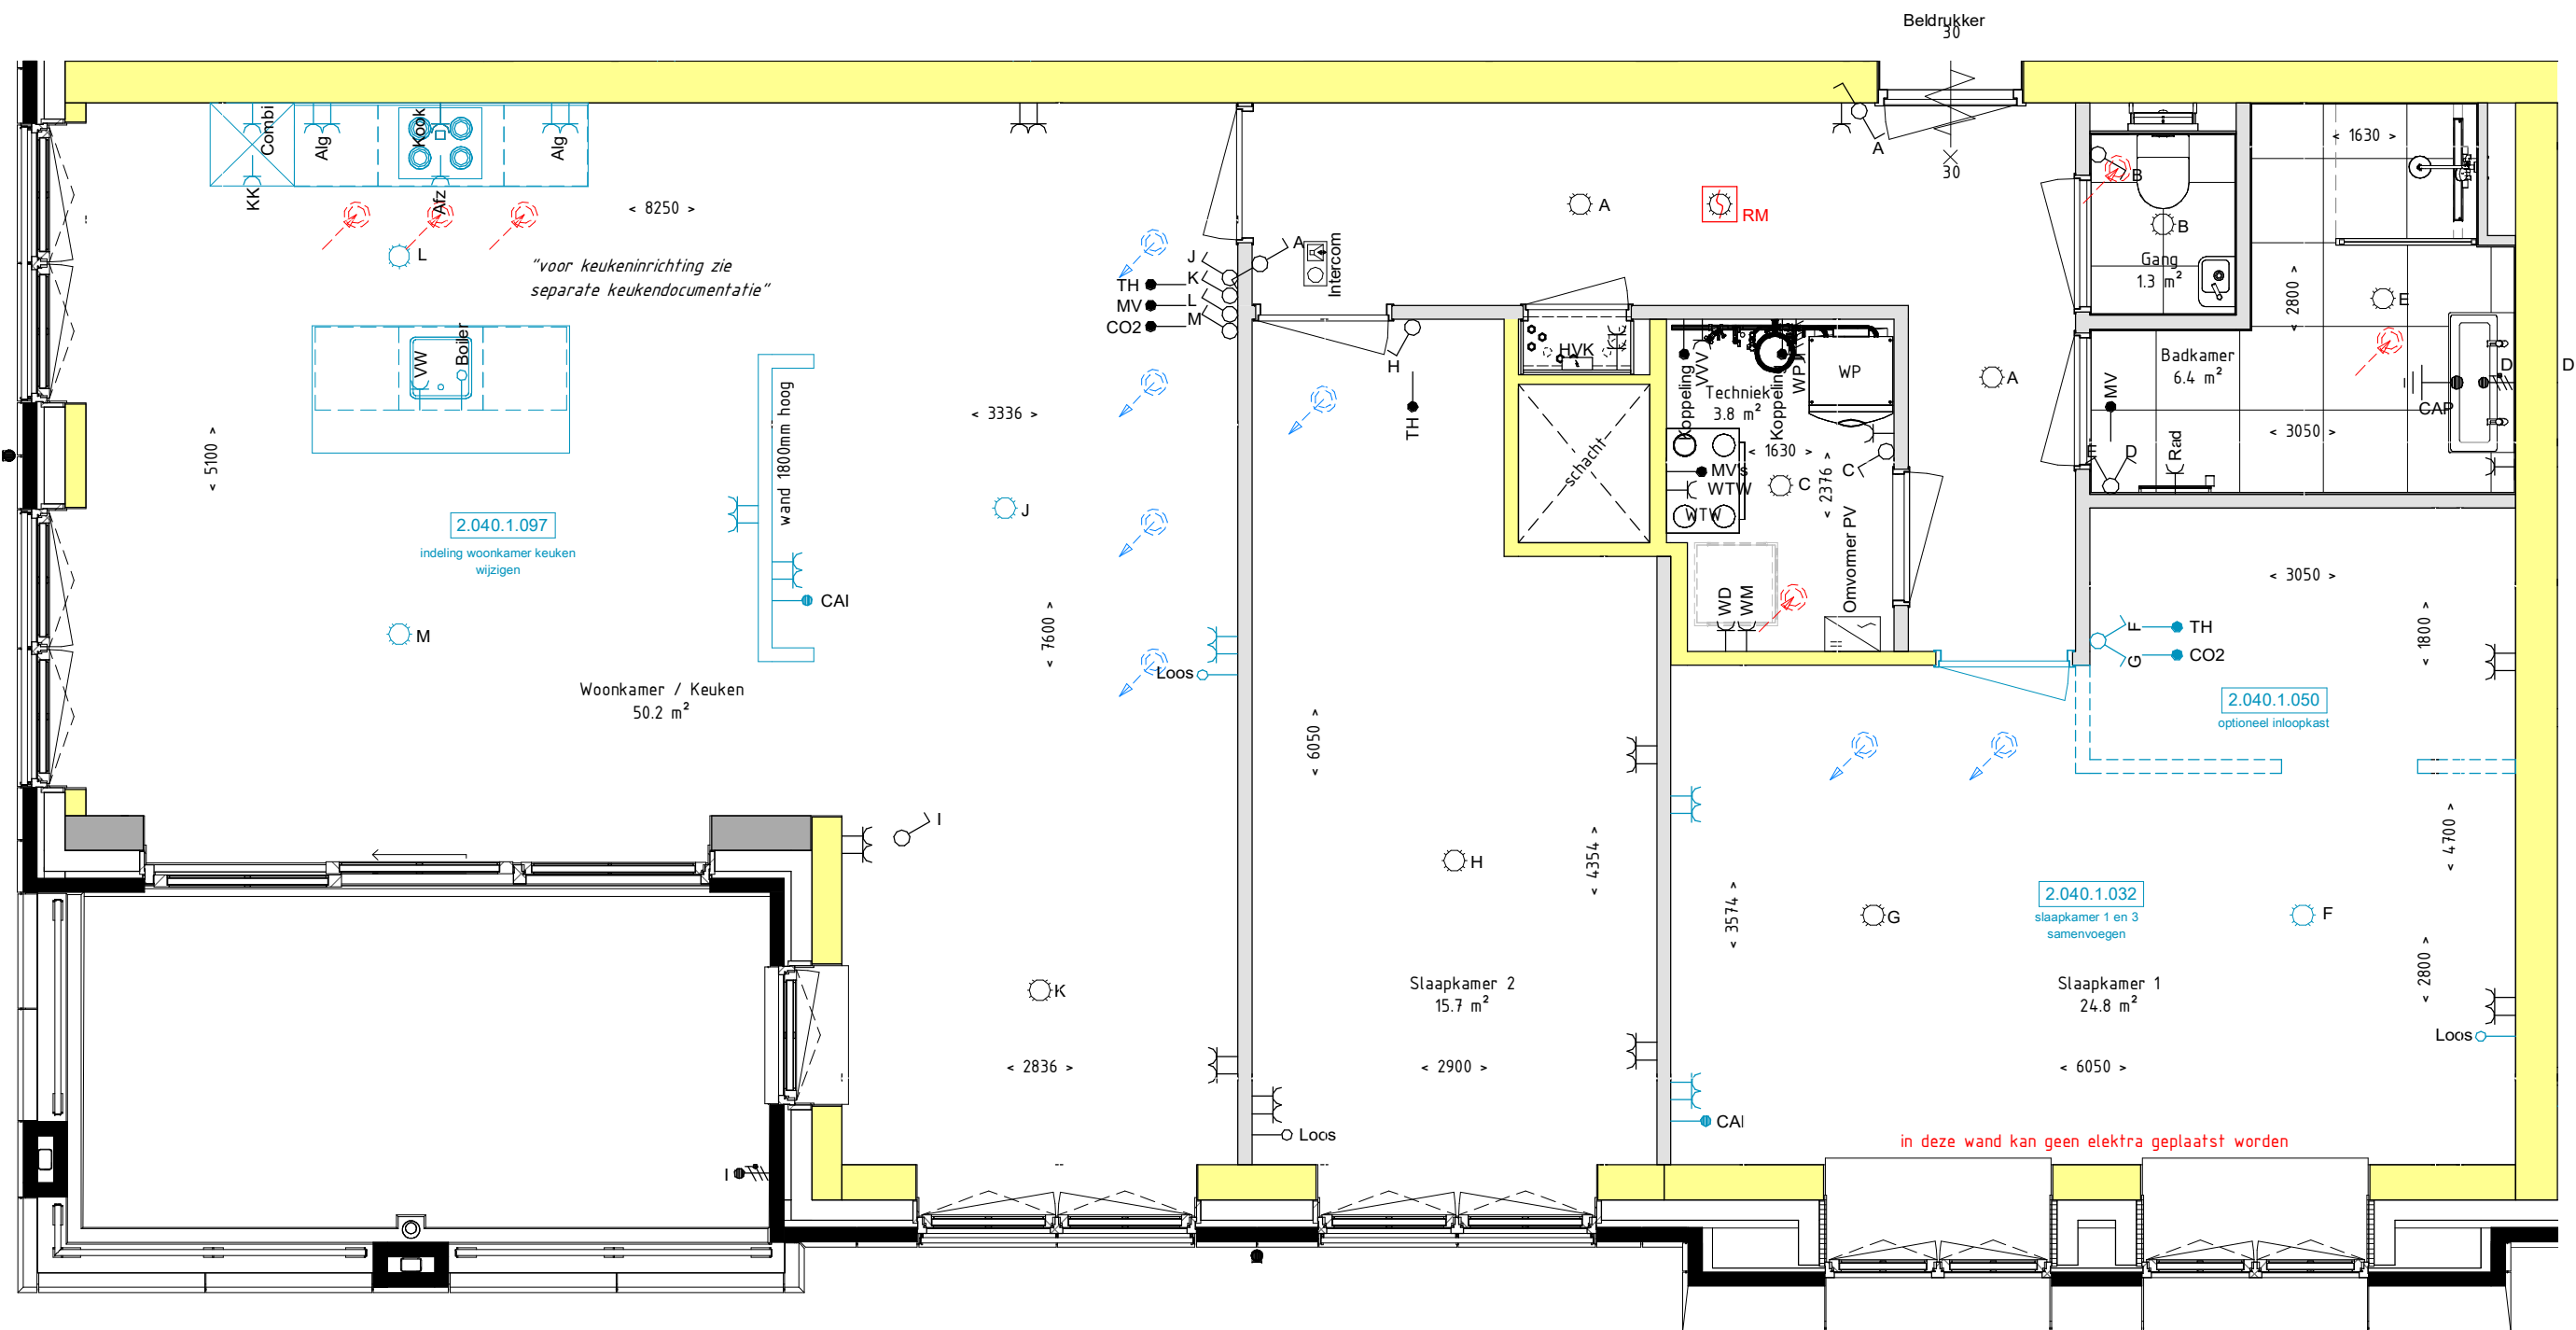 Beldrukker
30
30
Combi
KK
Alg
Kook
Afz
Alg
< 8250 >
L
"voor keukeninrichting zie
separate keukendocumentatie"
VW
Boiler
< 5100 >
wand 1800mm hoog
< 3336 >
J
2.040.1.097
indeling woonkamer keuken
wijzigen
CAI
M
< 7600 >
Woonkamer / Keuken
50.2 m²
Loos
I
K
< 2836 >
I
TH
MV
CO2
J
K
L
M
A
Intercom
A
RM
A
A
H
TH
HVK
schacht
Koppeling
VVV
Techniek
3.8 m²
Koppeling
WP
WP
< 1630 >
MV's
WTW
WTW
C
C
< 2376 >
Omvormer PV
WD
WM
B
B
Gang
1.3 m²
< 1630 >
< 2800 >
E
Badkamer
6.4 m²
MV
CAP
D
D
< 3050 >
E
D
Rad
< 3050 >
F
G
TH
CO2
< 1800 >
2.040.1.050
optioneel inloopkast
< 6050 >
H
< 4354 >
< 3574 >
G
2.040.1.032
slaapkamer 1 en 3
samenvoegen
F
< 4700 >
< 2800 >
Slaapkamer 2
15.7 m²
Slaapkamer 1
24.8 m²
Loos
< 2900 >
< 6050 >
CAI
Loos
in deze wand kan geen elektra geplaatst worden